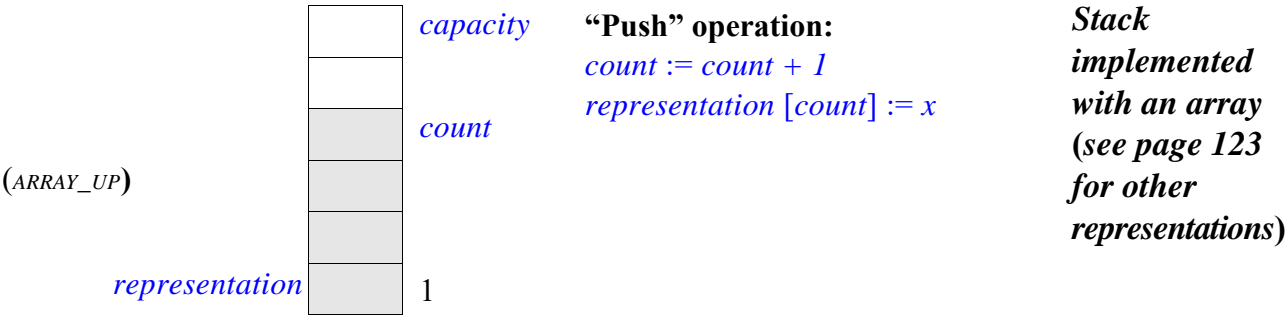 capacity
count
(ARRAY_UP)
representation
1
“Push” operation:
count := count + 1
representation [count] := x
Stack
implemented
with an array
(see page 123
for other
representations)